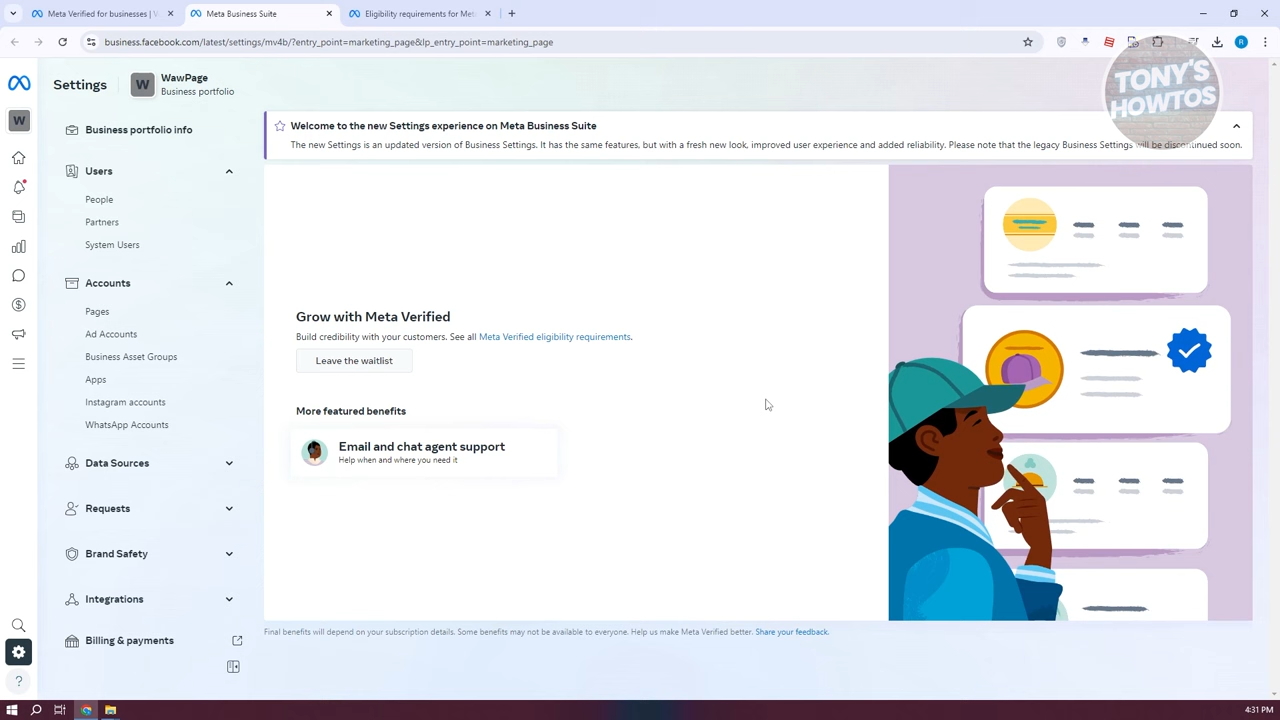 Meta Verified for businesses | V
Meta Business Suite
Eligibility requirements for Met
business.facebook.com/latest/settings/mv4b/?entry_point=marketing_page&lp_entry_point=marketing_page
R
TONY'S
HOWTOS
Settings
W
WawPage
Business portfolio
W
Business portfolio info
Users
People
Partners
System Users
Accounts
Pages
Ad Accounts
Business Asset Groups
Apps
Instagram accounts
WhatsApp Accounts
Data Sources
Requests
Brand Safety
Integrations
Billing & payments
Welcome to the new Settings experience on Meta Business Suite
The new Settings is an updated version of Business Settings. It has the same features, but with a fresh new look, improved user experience and added reliability. Please note that the legacy Business Settings will be discontinued soon.
Grow with Meta Verified
Build credibility with your customers. See all Meta Verified eligibility requirements.
Leave the waitlist
More featured benefits
Email and chat agent support
Help when and where you need it
Final benefits will depend on your subscription details. Some benefits may not be available to everyone. Help us make Meta Verified better. Share your feedback.
4:31 PM